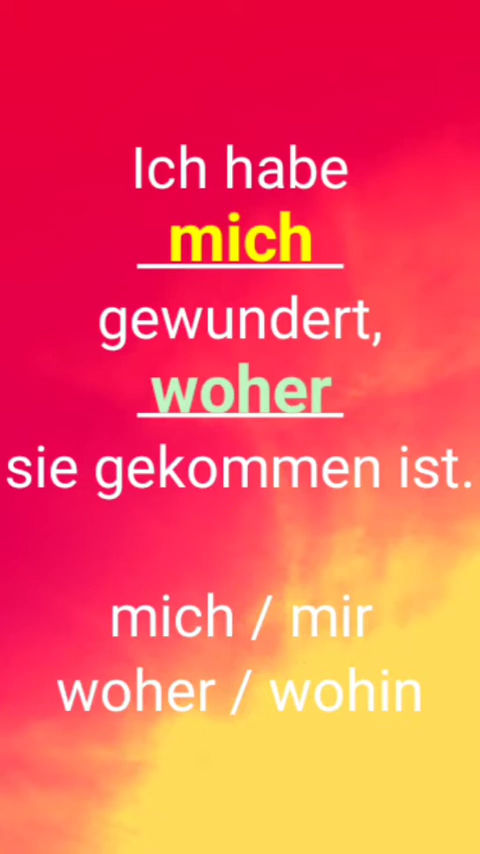 Ich habe
mich
gewundert,
woher
sie gekommen ist.
mich / mir
woher / wohin